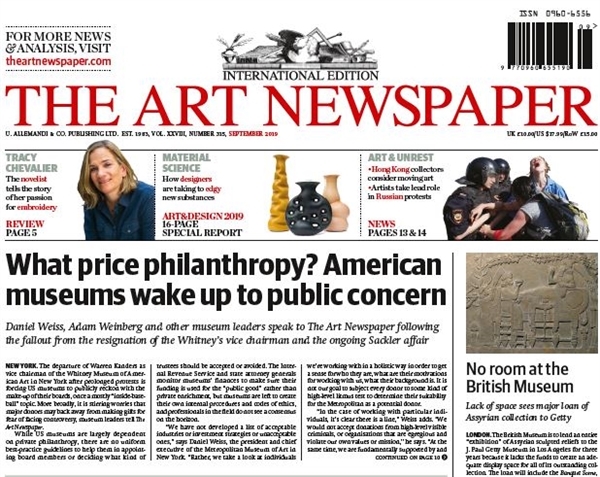 ISSN 0960-6556
FOR MORE NEWS
& ANALYSIS, VISIT
theartnewspaper.com
09>
9 770960 655190
INTERNATIONAL EDITION
THE ART NEWSPAPER
U. ALLEMANDI & CO. PUBLISHING LTD. EST. 1983, VOL. XXVIII, NUMBER 315, SEPTEMBER 2019
UK £10.00/US $17.99/RoW £15.00
TRACY
CHEVALIER
The novelist
tells the story
of her passion
for embroidery
REVIEW
PAGE 5
MATERIAL
SCIENCE
How designers
are taking to edgy
new substances
ART&DESIGN 2019
16-PAGE
SPECIAL REPORT
ART & UNREST
•Hong Kong collectors
consider moving art
•Artists take lead role
in Russian protests
NEWS
PAGES 13 & 14
What price philanthropy? American
museums wake up to public concern
Daniel Weiss, Adam Weinberg and other museum leaders speak to The Art Newspaper following
the fallout from the resignation of the Whitney's vice chairman and the ongoing Sackler affair
NEW YORK. The departure of Warren Kanders as
vice chairman of the Whitney Museum of Amer-
ican Art in New York after prolonged protests is
forcing US museums to publicly reckon with the
make-up of their boards, once a mostly "inside base-
ball" topic. More broadly, it is stirring worries that
major donors may back away from making gifts for
fear of facing controversy, museum leaders tell The
Art Newspaper.
While US museums are largely dependent
on private philanthropy, there are no uniform
best-practice guidelines to help them in appoint-
ing board members or deciding what kind of
trustees should be accepted or avoided. The Inter-
nal Revenue Service and state attorney generals
monitor museums' finances to make sure their
funding is used for the "public good" rather than
private enrichment, but museums are left to create
their own internal procedures and codes of ethics,
and professionals in the field do not see a consensus
on the horizon.
"We have not developed a list of acceptable
industries or investment strategies or unacceptable
ones," says Daniel Weiss, the president and chief
executive of the Metropolitan Museum of Art in
New York. "Rather, we take a look at individuals
we're working with in a holistic way in order to get
a sense for who they are, what are their motivations
for working with us, what their background is. It is
not our goal to subject every donor to some kind of
high-level litmus test to determine their suitability
for the Metropolitan as a potential donor.
"In the case of working with particular indi-
viduals, it's clear there is a line," Weiss adds. "We
would not accept donations from high-level visible
criminals, or organisations that are egregious and
violate our own values or mission," he says. "At the
same time, we are fundamentally supported by and
CONTINUED ON PAGE 10
No room at the
British Museum
Lack of space sees major loan of
Assyrian collection to Getty
LONDON. The British Museum is to lend an entire
"exhibition" of Assyrian sculpted reliefs to the
J. Paul Getty Museum in Los Angeles for three
years because it lacks the funds to create an ade-
quate display space for all of its outstanding col-
lection. The loan will include the Banquet Scene,